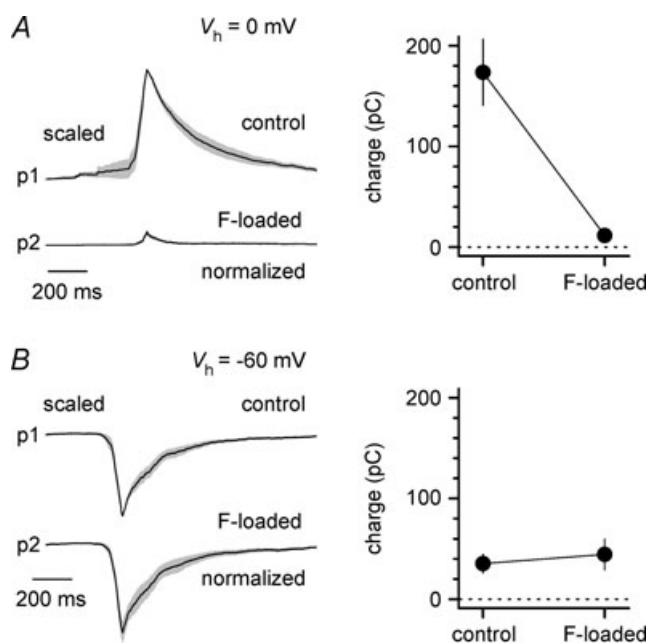 A
Vh = 0 mV
scaled
control
p1
F-loaded
p2
normalized
200 ms
200
charge (pC)
100
0
control F-loaded
B
Vh = -60 mV
scaled
control
p1
F-loaded
p2
normalized
200 ms
200
charge (pC)
100
0
control F-loaded